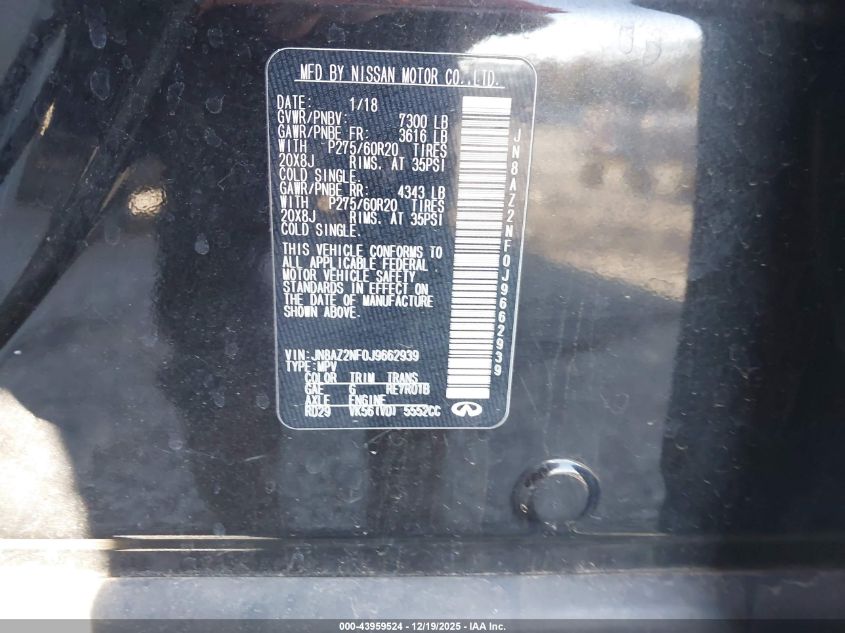 MFD BY NISSAN MOTOR CO.,LTD.
DATE: 1/18
GVWR/PNBV: 7300 LB
GAWR/PNBE FR: 3616 LB
WITH P275/60R20 TIRES
20X8J RIMS, AT 35PSI
COLD SINGLE.
GAWR/PNBE RR: 4343 LB
WITH P275/60R20 TIRES
20X8J RIMS, AT 35PSI
COLD SINGLE.
THIS VEHICLE CONFORMS TO
ALL APPLICABLE FEDERAL
MOTOR VEHICLE SAFETY
STANDARDS IN EFFECT ON
THE DATE OF MANUFACTURE
SHOWN ABOVE.
VIN:JN8AZ2NF0J9662939
TYPE:MPV
COLOR TRIM TRANS
GAE G RE7R01B
AXLE ENGINE
RD29 VK56(VD) 5552CC
JN8AZ2NF0J9662939
000-43959524 - 12/19/2025 - IAA Inc.